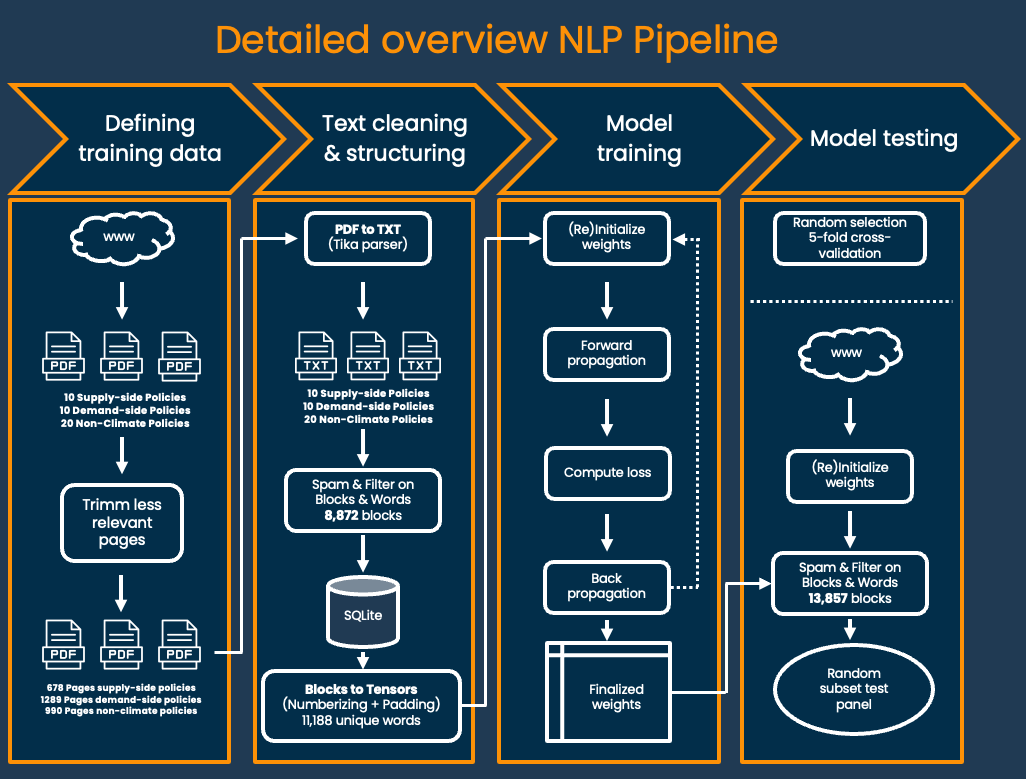 Detailed overview NLP Pipeline
Defining
training data
Text cleaning
& structuring
Model
training
Model testing
www
PDF
PDF
PDF
10 Supply-side Policies
10 Demand-side Policies
20 Non-Climate Policies
Trimm less
relevant
pages
PDF
PDF
PDF
678 Pages supply-side policies
1289 Pages demand-side policies
990 Pages non-climate policies
PDF to TXT
(Tika parser)
TXT
TXT
TXT
10 Supply-side Policies
10 Demand-side Policies
20 Non-Climate Policies
Spam & Filter on
Blocks & Words
8,872 blocks
SQLite
Blocks to Tensors
(Numberizing + Padding)
11,188 unique words
(Re)Initialize
weights
Forward
propagation
Compute loss
Back
propagation
Finalized
weights
Random selection
5-fold cross-
validation
www
(Re)Initialize
weights
Spam & Filter on
Blocks & Words
13,857 blocks
Random
subset test
panel